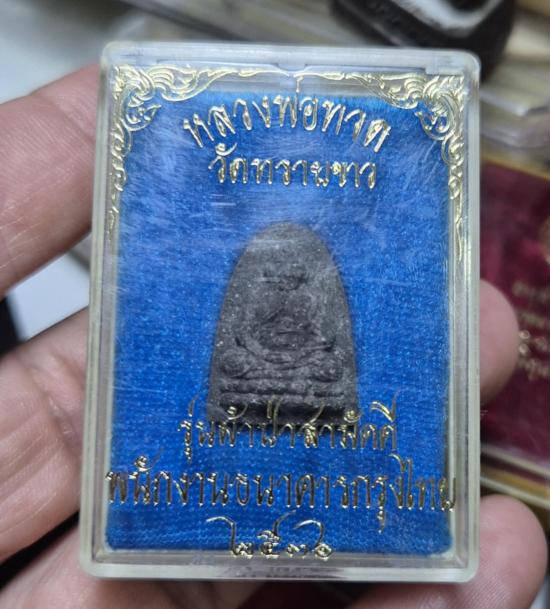 หลวงพ่อทวด
วัดทรายขาว
รุ่นผ้าป่าสามัคคี
พนักงานธนาคารกรุงไทย
๒๕๓๖